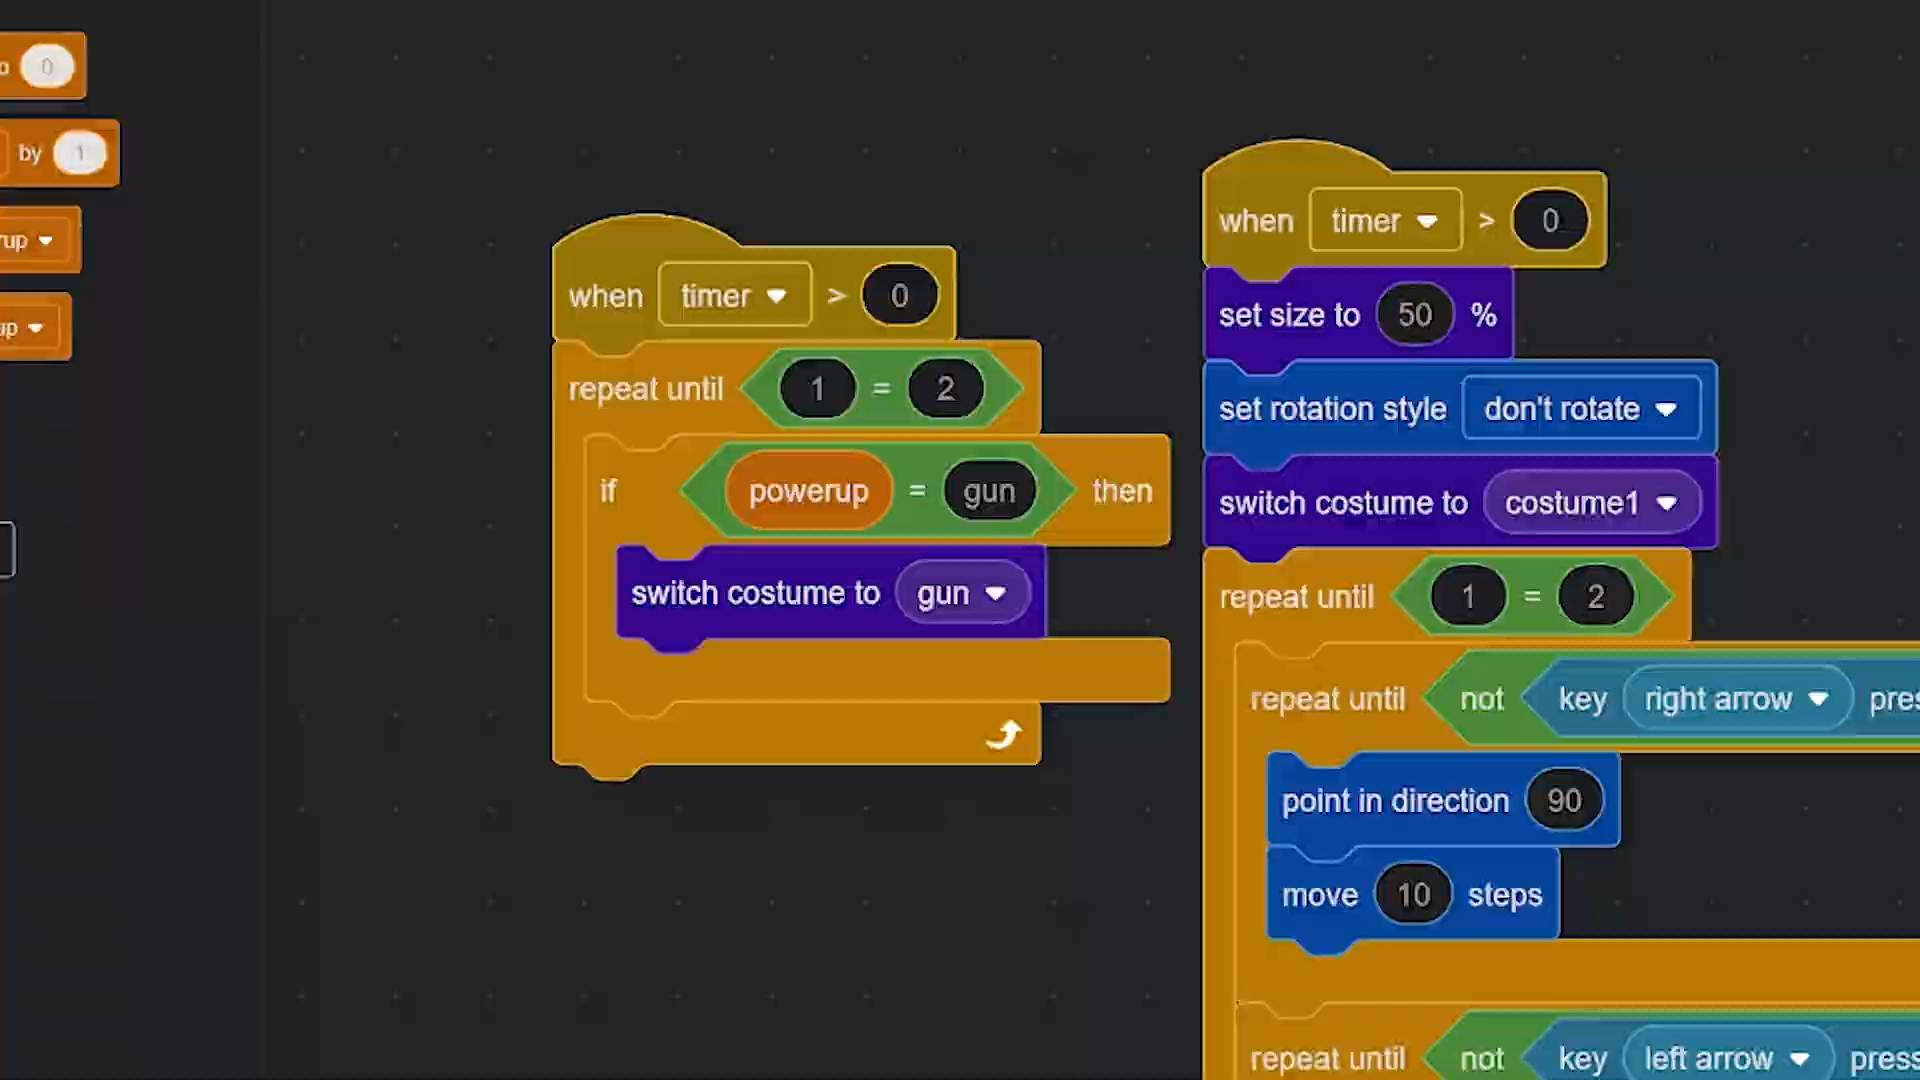 0
by 1
up
when timer > 0
repeat until 1 = 2
if powerup = gun then
switch costume to gun
when timer > 0
set size to 50 %
set rotation style don't rotate
switch costume to costume1
repeat until 1 = 2
repeat until not key right arrow
point in direction 90
move 10 steps
repeat until not key left arrow